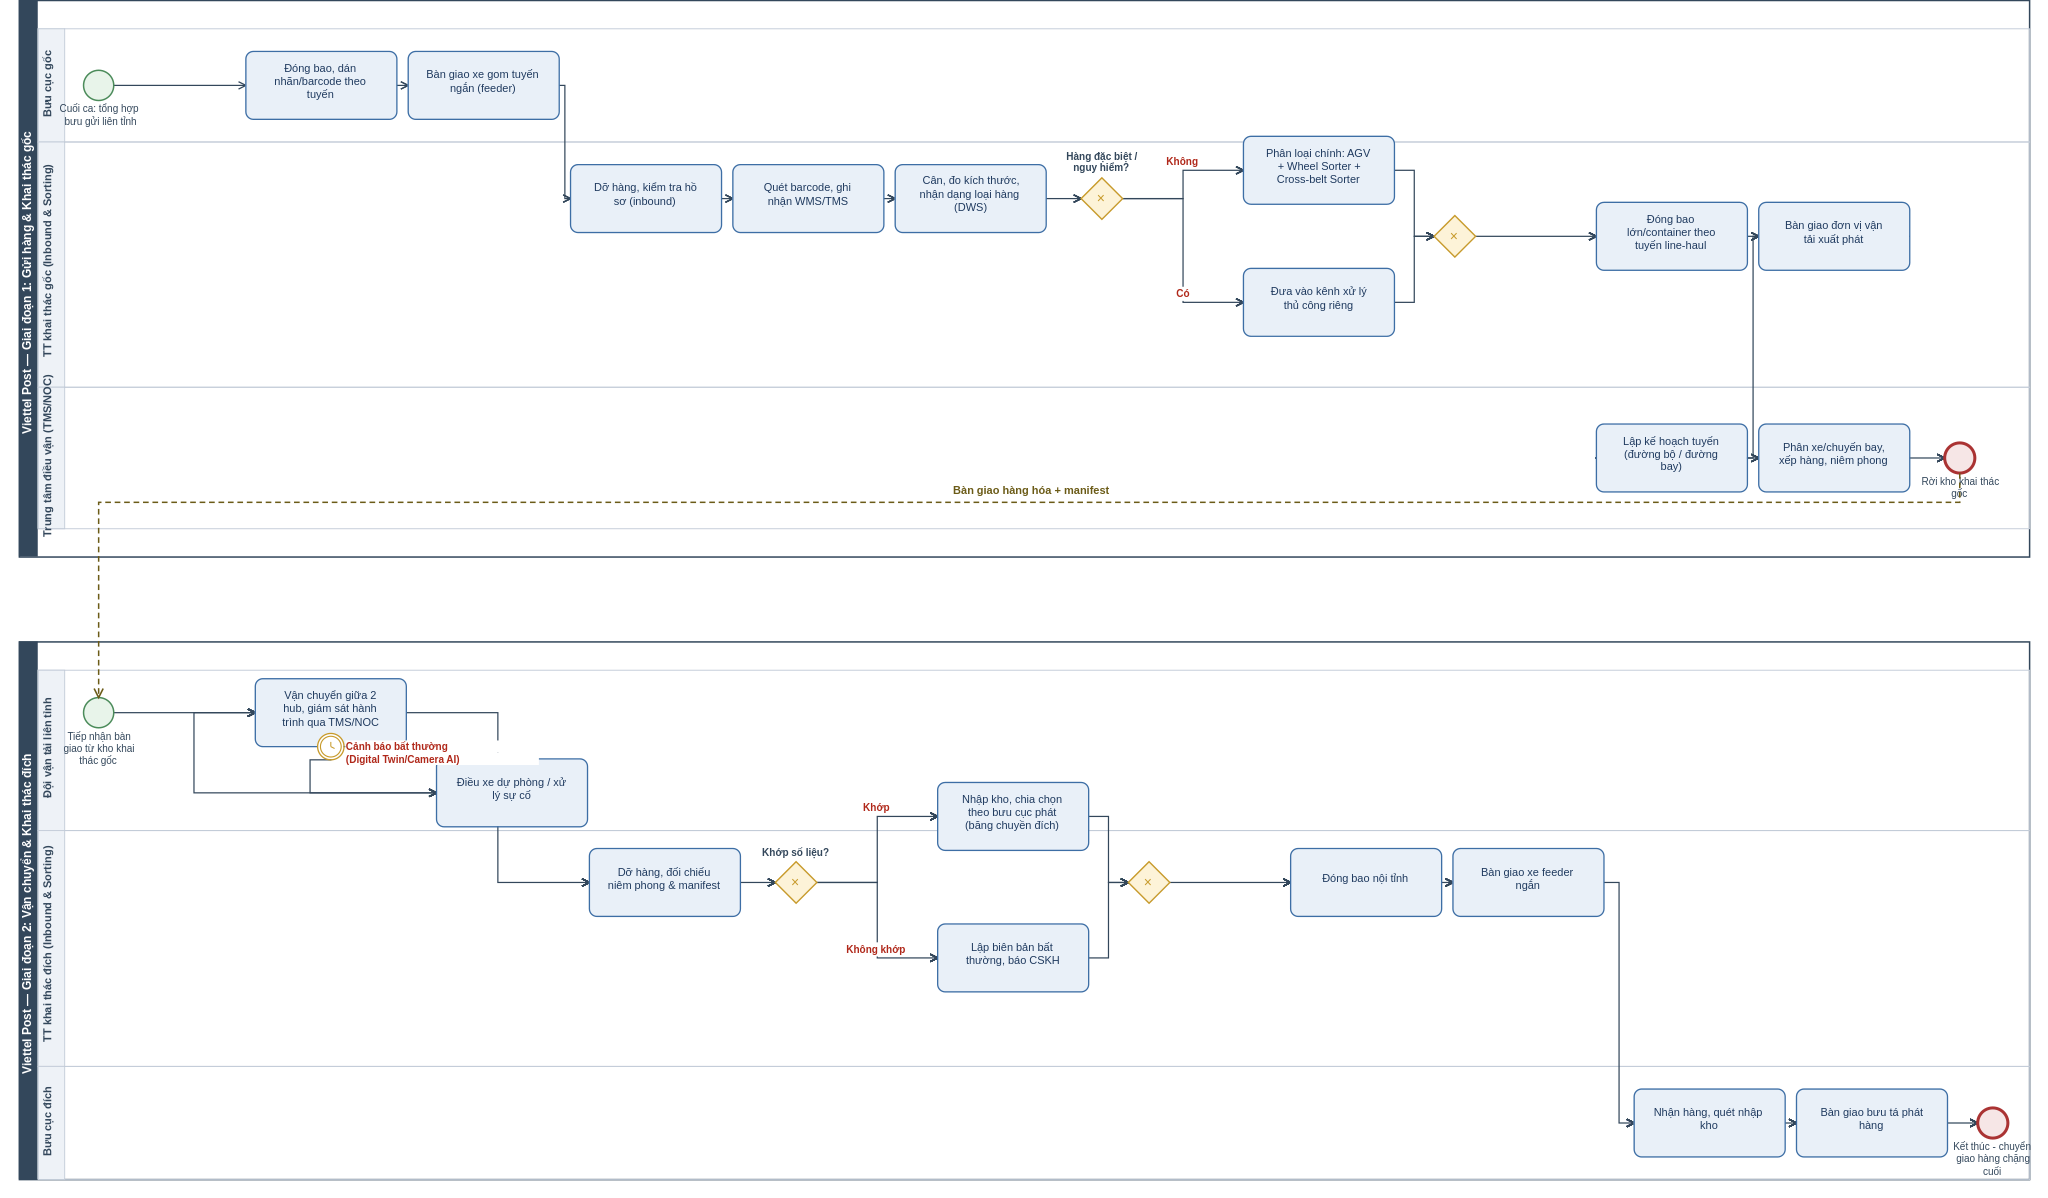 Viettel Post — Giai đoạn 1: Gửi hàng & Khai thác gốc
Bưu cục gốc
Cuối ca: tổng hợp
bưu gửi liên tỉnh
Đóng bao, dán
nhãn/barcode theo
tuyến
Bàn giao xe gom tuyến
ngắn (feeder)
TT khai thác gốc (Inbound & Sorting)
Dỡ hàng, kiểm tra hồ
sơ (inbound)
Quét barcode, ghi
nhận WMS/TMS
Cân, đo kích thước,
nhận dạng loại hàng
(DWS)
Hàng đặc biệt /
nguy hiểm?
Không
Có
Phân loại chính: AGV
+ Wheel Sorter +
Cross-belt Sorter
Đưa vào kênh xử lý
thủ công riêng
Đóng bao
lớn/container theo
tuyến line-haul
Bàn giao đơn vị vận
tải xuất phát
Trung tâm điều vận (TMS/NOC)
Lập kế hoạch tuyến
(đường bộ / đường
bay)
Phân xe/chuyến bay,
xếp hàng, niêm phong
Rời kho khai thác
gốc
Bàn giao hàng hóa + manifest
Viettel Post — Giai đoạn 2: Vận chuyển & Khai thác đích
Đội vận tải liên tỉnh
Tiếp nhận bàn
giao từ kho khai
thác gốc
Vận chuyển giữa 2
hub, giám sát hành
trình qua TMS/NOC
Cảnh báo bất thường
(Digital Twin/Camera AI)
Điều xe dự phòng / xử
lý sự cố
TT khai thác đích (Inbound & Sorting)
Dỡ hàng, đối chiếu
niêm phong & manifest
Khớp số liệu?
Khớp
Không khớp
Nhập kho, chia chọn
theo bưu cục phát
(băng chuyền đích)
Lập biên bản bất
thường, báo CSKH
Đóng bao nội tỉnh
Bàn giao xe feeder
ngắn
Bưu cục đích
Nhận hàng, quét nhập
kho
Bàn giao bưu tá phát
hàng
Kết thúc - chuyển
giao hàng chặng
cuối